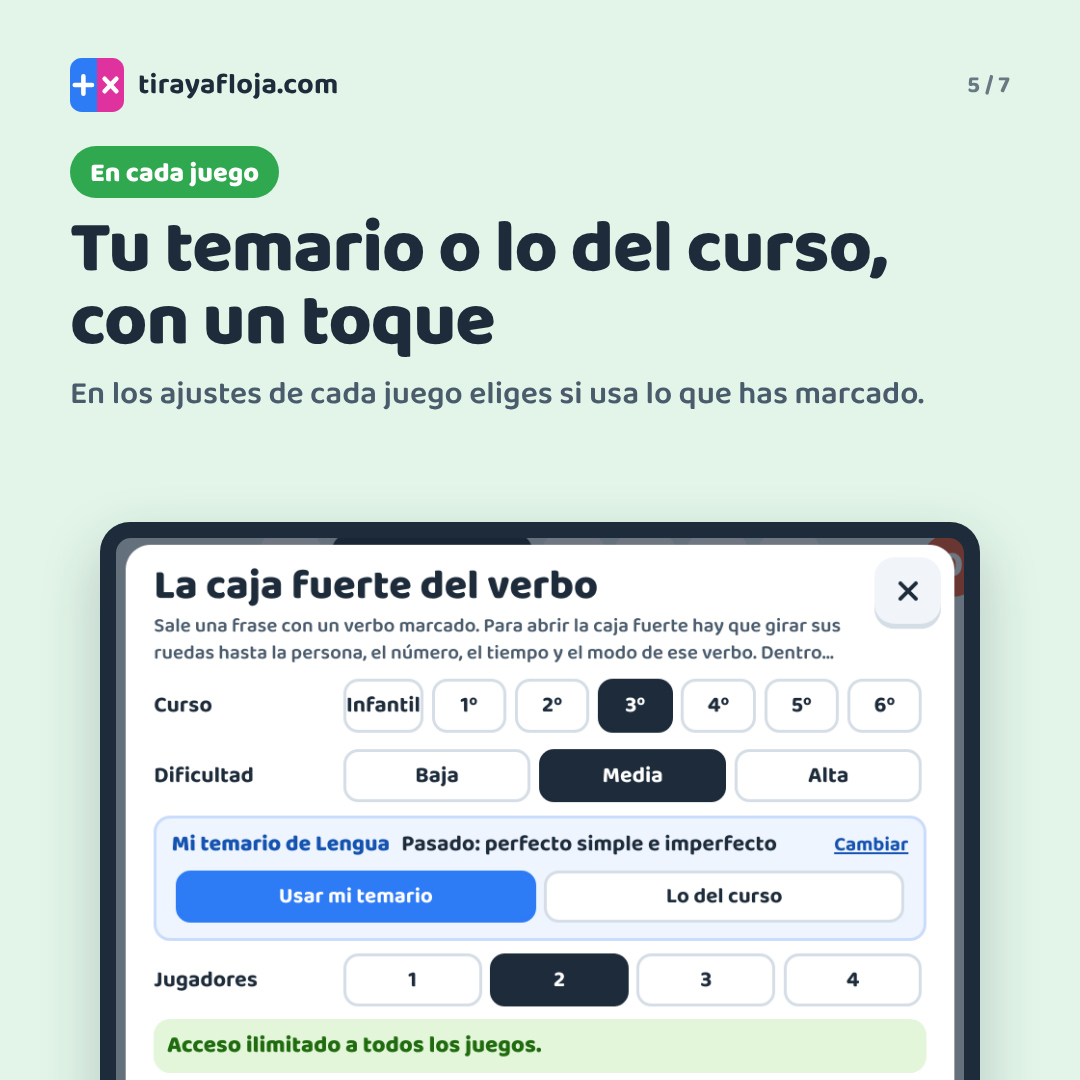 tirayafloja.com
5 / 7
En cada juego
Tu temario o lo del curso,
con un toque
En los ajustes de cada juego eliges si usa lo que has marcado.
La caja fuerte del verbo
Sale una frase con un verbo marcado. Para abrir la caja fuerte hay que girar sus
ruedas hasta la persona, el número, el tiempo y el modo de ese verbo. Dentro...
Curso Infantil 1º 2º 3º 4º 5º 6º
Dificultad Baja Media Alta
Mi temario de Lengua Pasado: perfecto simple e imperfecto Cambiar
Usar mi temario Lo del curso
Jugadores 1 2 3 4
Acceso ilimitado a todos los juegos.